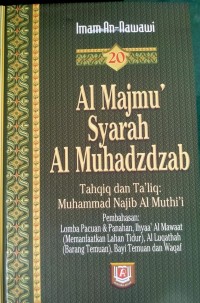 Imam An-Nawawi
20
Al Majmu'
Syarah
Al Muhadzdzab
Tahqiq dan Ta'liq:
Muhammad Najib Al Muthi'i
Pembahasan:
Lomba Pacuan & Panahan, Ihyaa' Al Mawaat
(Memanfaatkan Lahan Tidur), Al Luqathah
(Barang Temuan), Bayi Temuan dan Waqaf